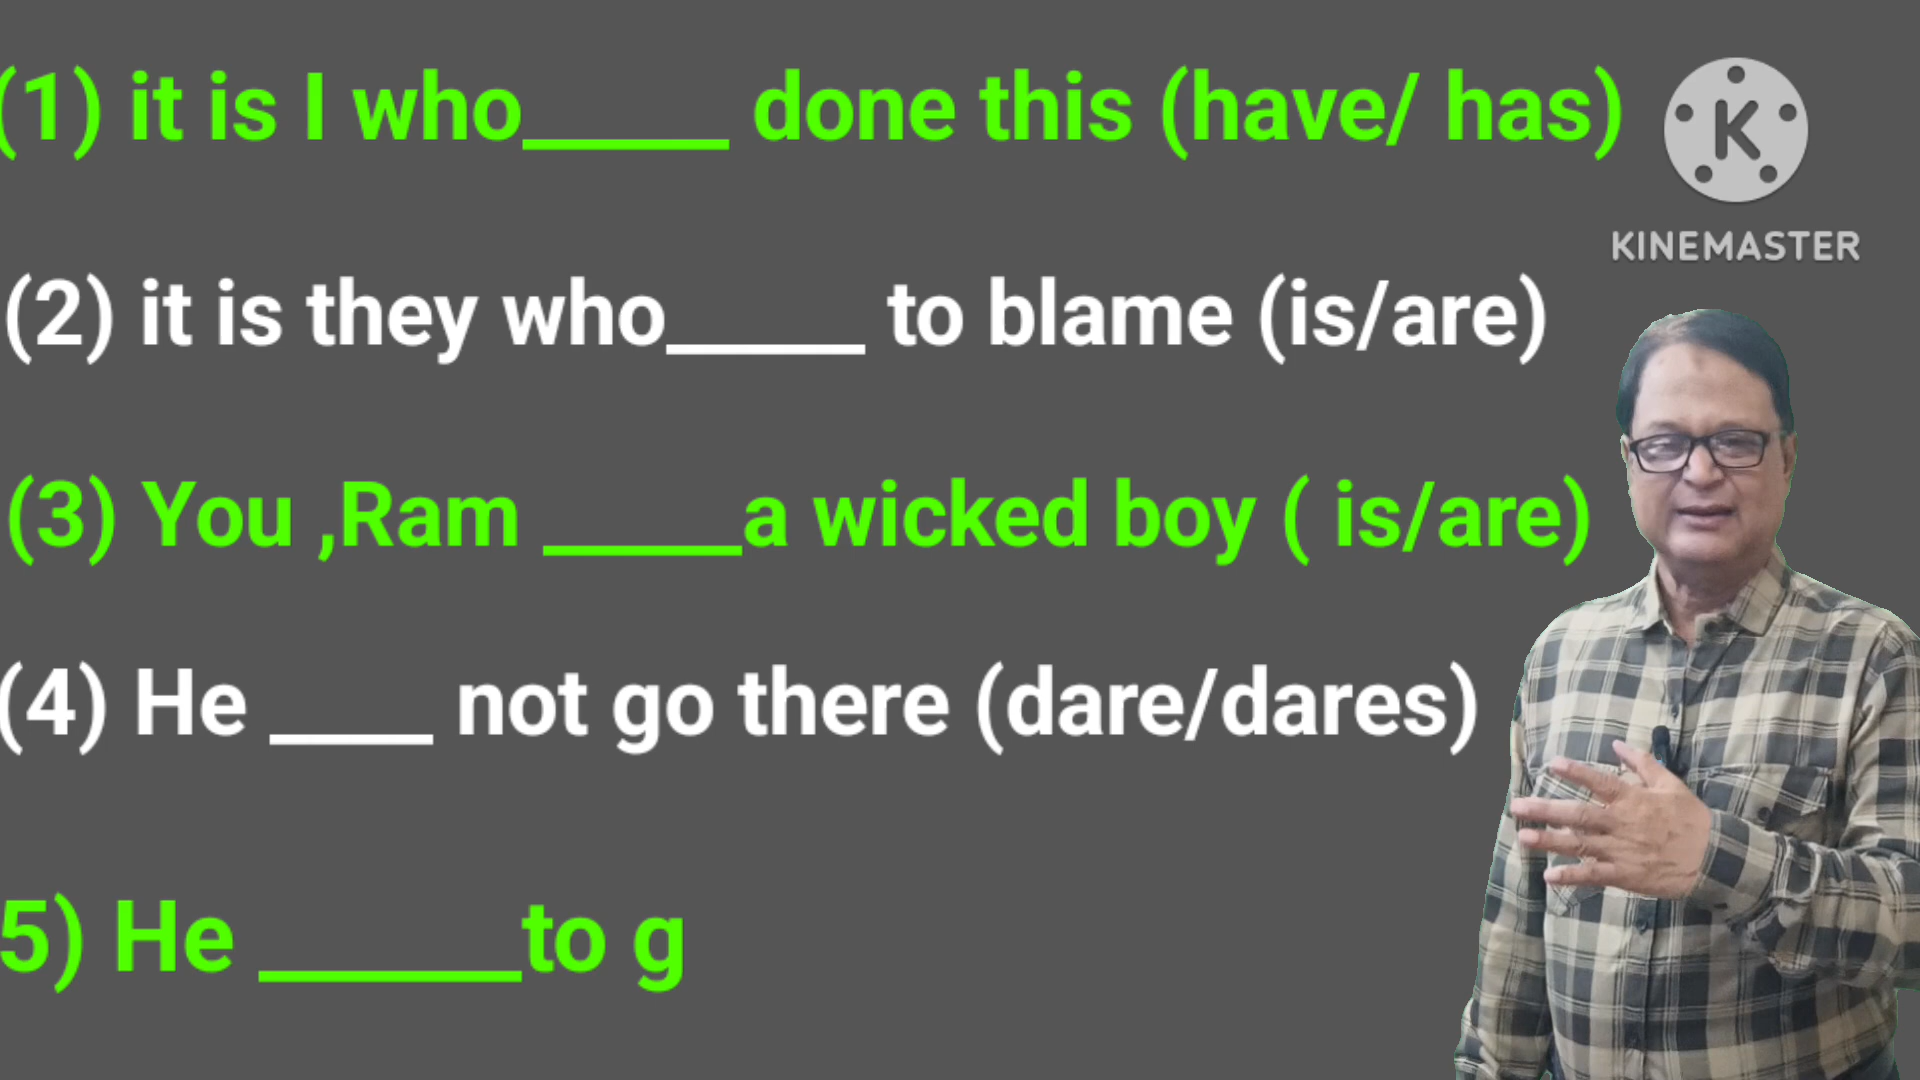 (1) it is I who_____ done this (have/ has)
KINEMASTER
(2) it is they who_____ to blame (is/are)
(3) You ,Ram _____a wicked boy ( is/are)
(4) He ____ not go there (dare/dares)
5) He ______to g